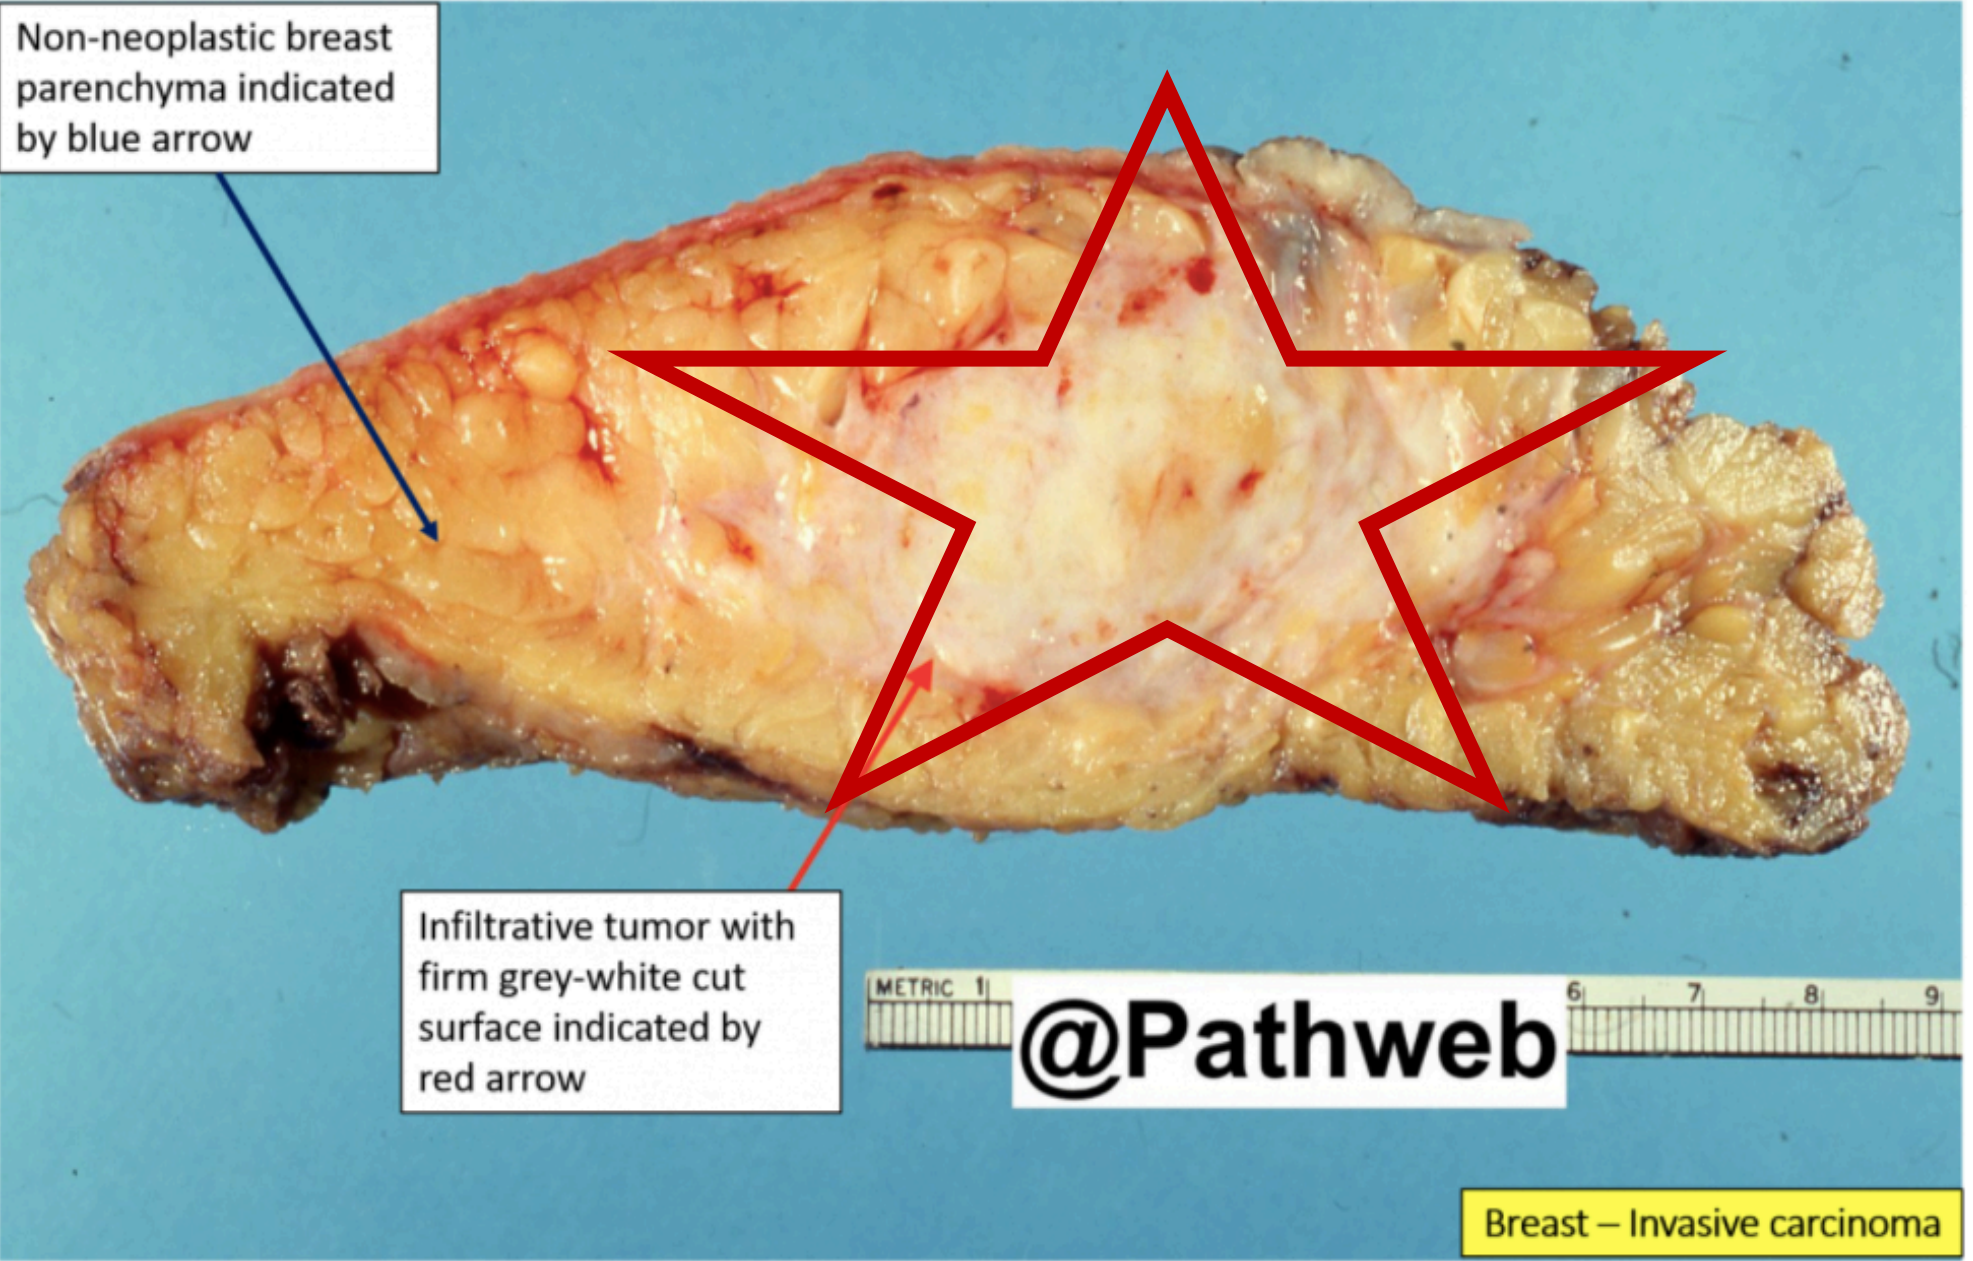 Non-neoplastic breast
parenchyma indicated
by blue arrow
Infiltrative tumor with
firm grey-white cut
surface indicated by
red arrow
METRIC 1 6 7 8 9
@Pathweb
Breast – Invasive carcinoma